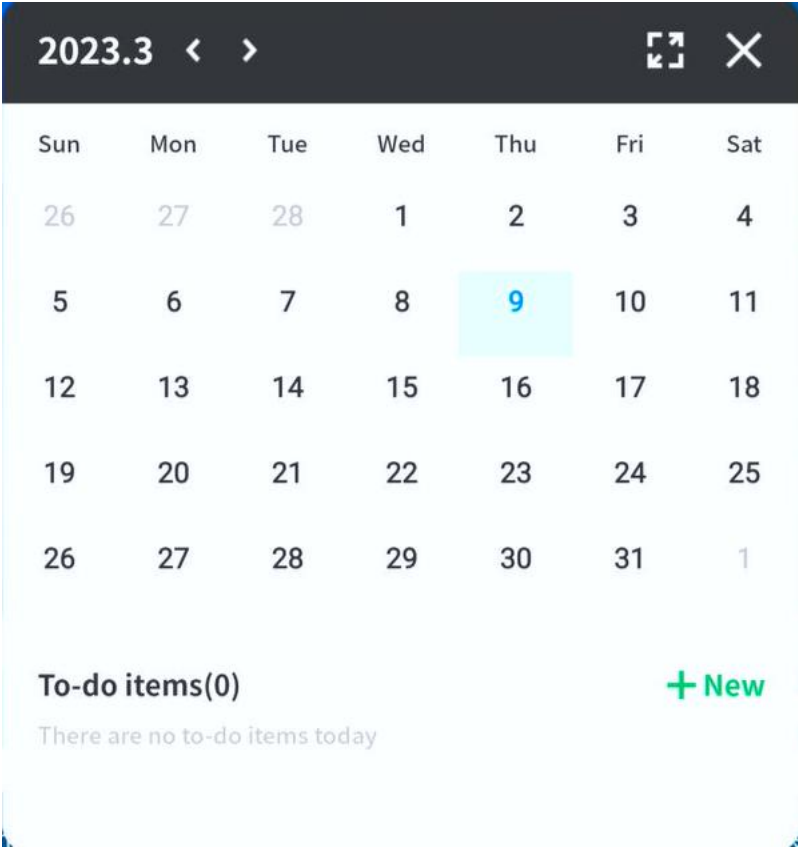 2023.3 < >
Sun Mon Tue Wed Thu Fri Sat
26 27 28 1 2 3 4
5 6 7 8 9 10 11
12 13 14 15 16 17 18
19 20 21 22 23 24 25
26 27 28 29 30 31 1
To-do items(0) + New
There are no to-do items today